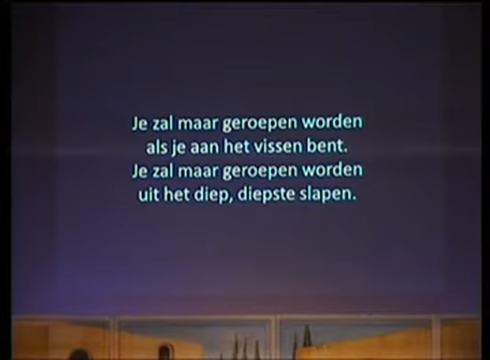 Je zal maar geroepen worden
als je aan het vissen bent.
Je zal maar geroepen worden
uit het diep, diepste slapen.